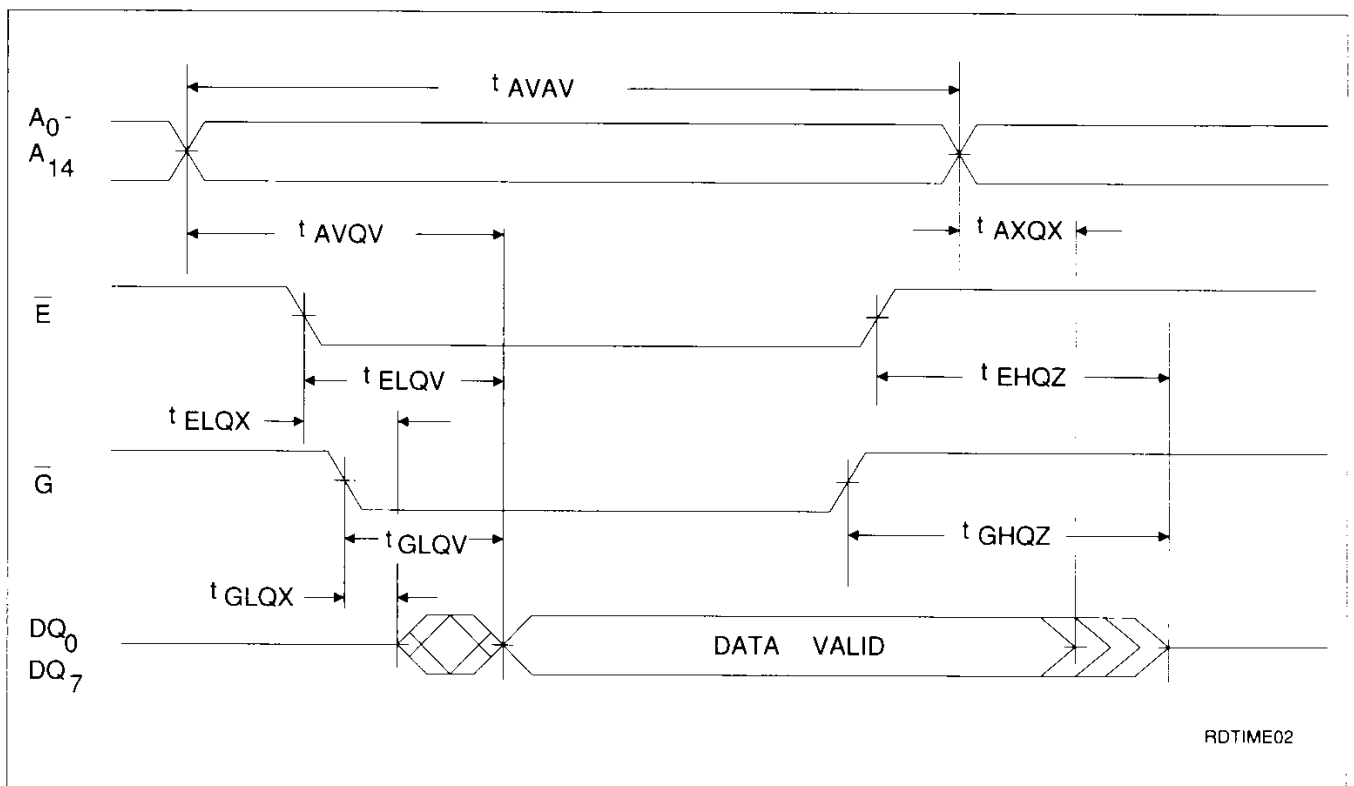 t AVAV
A0-
A14
t AVQV
t AXQX
E
t ELQV
t EHQZ
t ELQX
G
t GLQV
t GHQZ
t GLQX
DQ0
DQ7
DATA VALID
RDTIME02